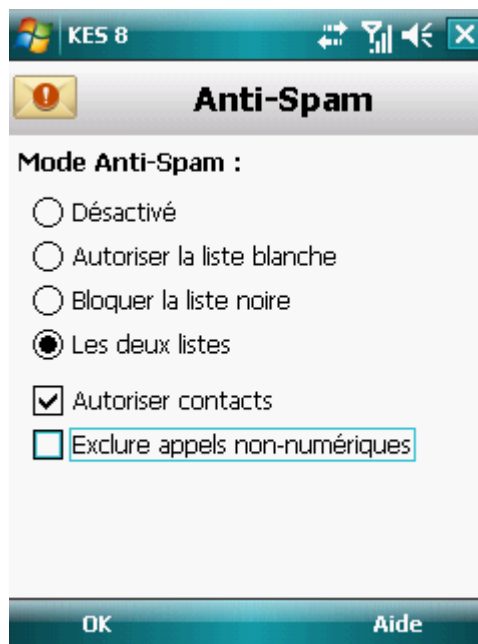 KES 8
Anti-Spam
Mode Anti-Spam :
Désactivé
Autoriser la liste blanche
Bloquer la liste noire
Les deux listes
Autoriser contacts
Exclure appels non-numériques
OK Aide